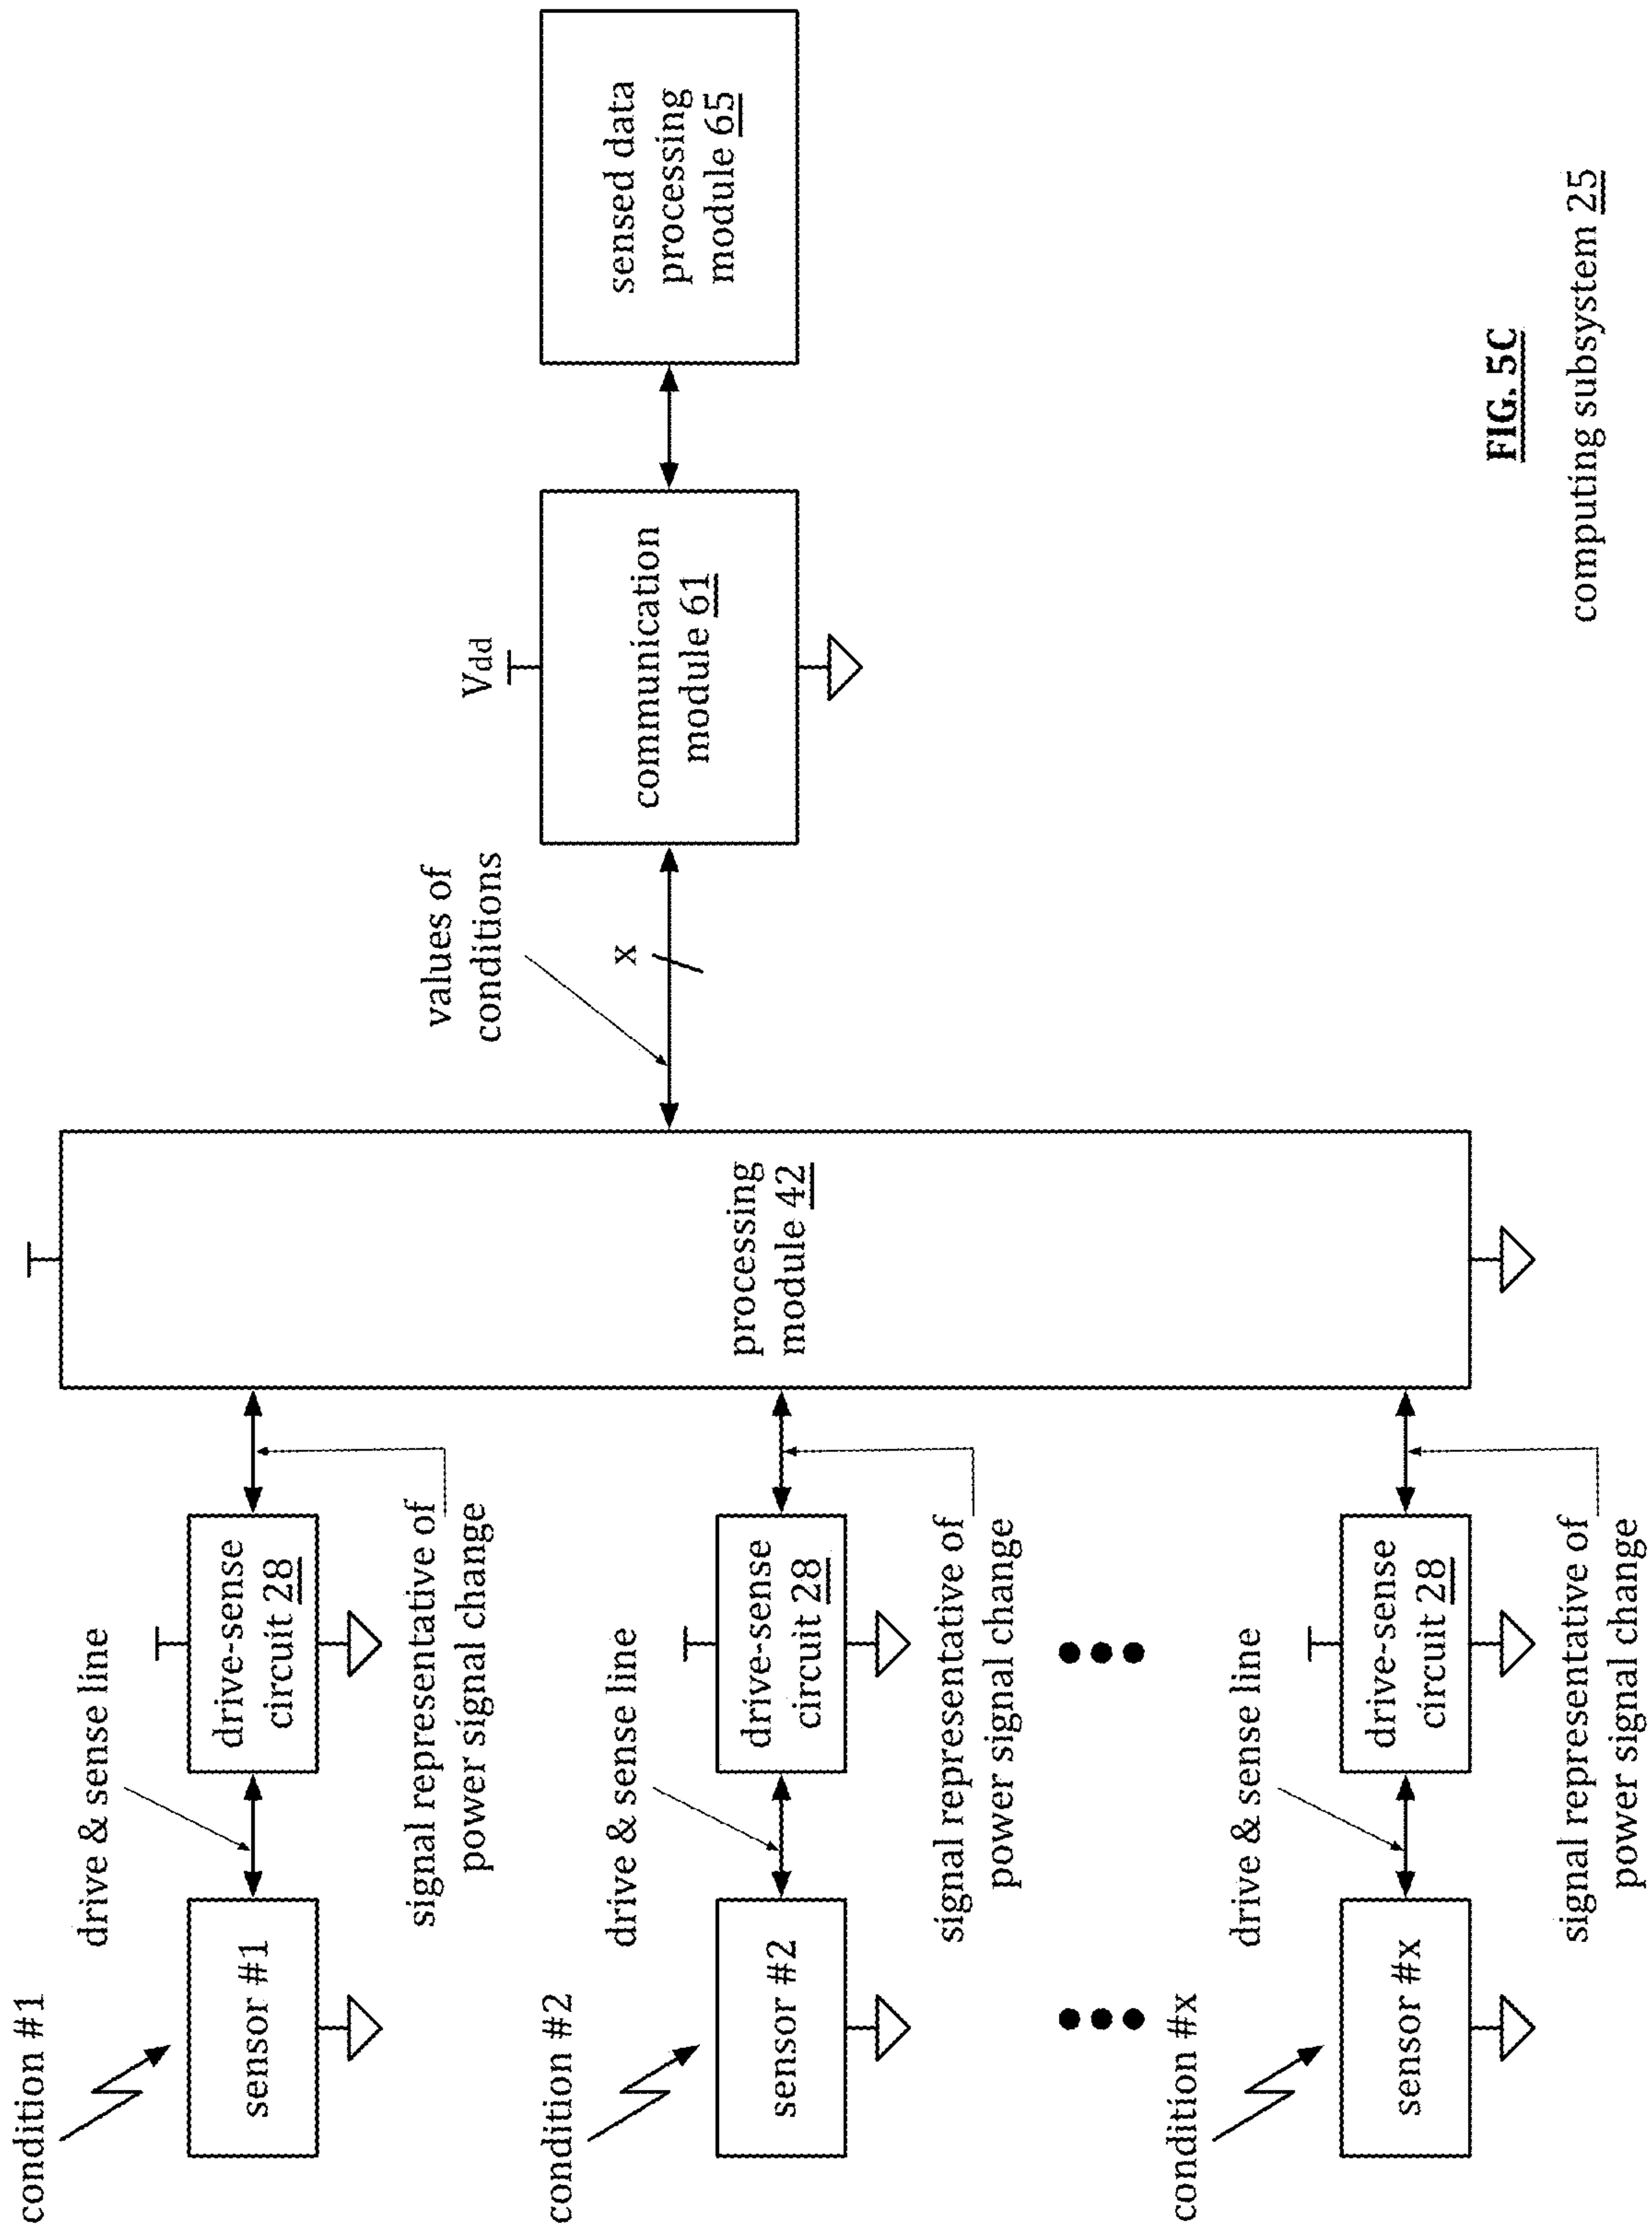 condition #1
drive & sense line
sensor #1
drive-sense
circuit 28
signal representative of
power signal change
condition #2
drive & sense line
sensor #2
drive-sense
circuit 28
signal representative of
power signal change
condition #x
drive & sense line
sensor #x
drive-sense
circuit 28
signal representative of
power signal change
processing
module 42
values of
conditions
x
Vdd
communication
module 61
sensed data
processing
module 65
FIG. 5C
computing subsystem 25